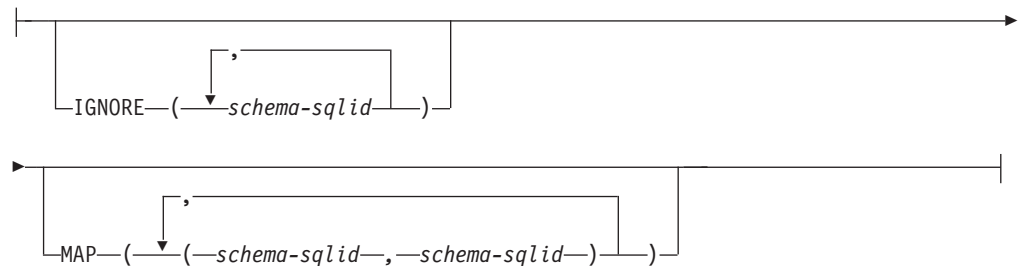 ,
IGNORE ( schema-sqlid )
,
MAP ( ( schema-sqlid , schema-sqlid ) )